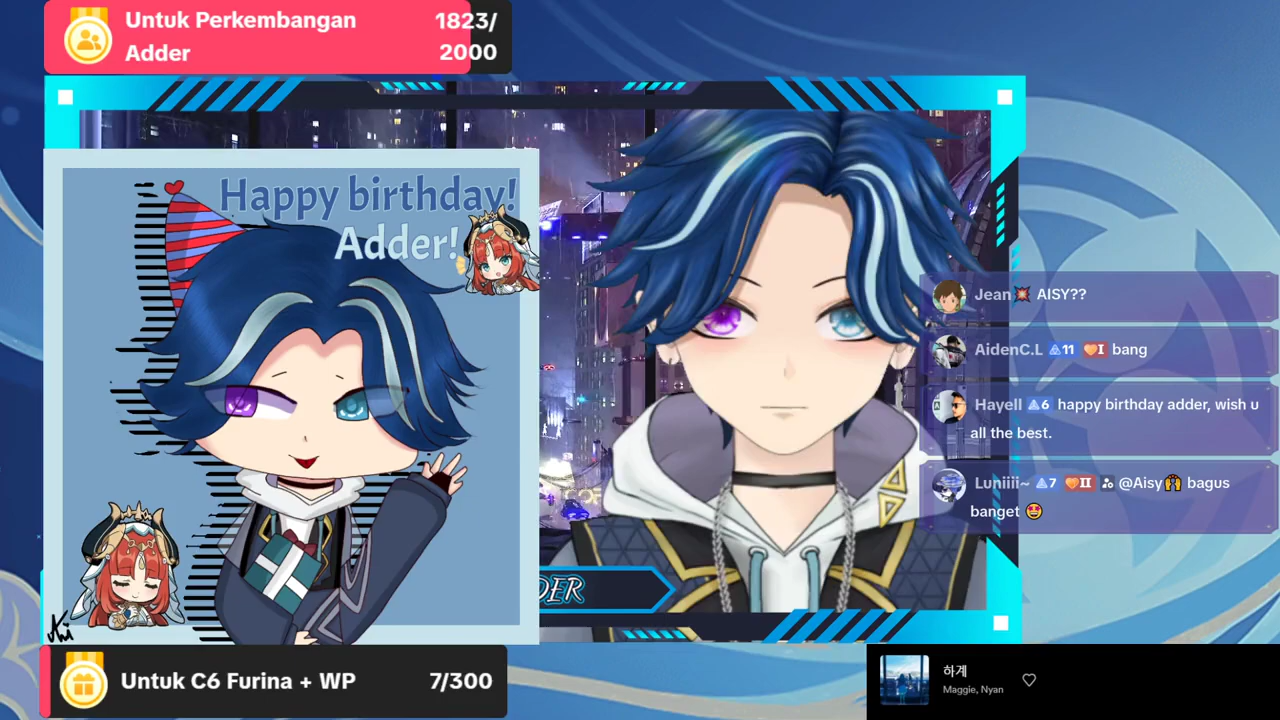 Untuk Perkembangan
Adder
1823/
2000
Happy birthday!
Adder!
Jean💥 AISY??
AidenC.L 11 I bang
Hayell 6 happy birthday adder, wish u
all the best.
Luniiii~ 7 II @Aisy🙌 bagus
banget 🤩
DER
Untuk C6 Furina + WP 7/300
하계
Maggie, Nyan